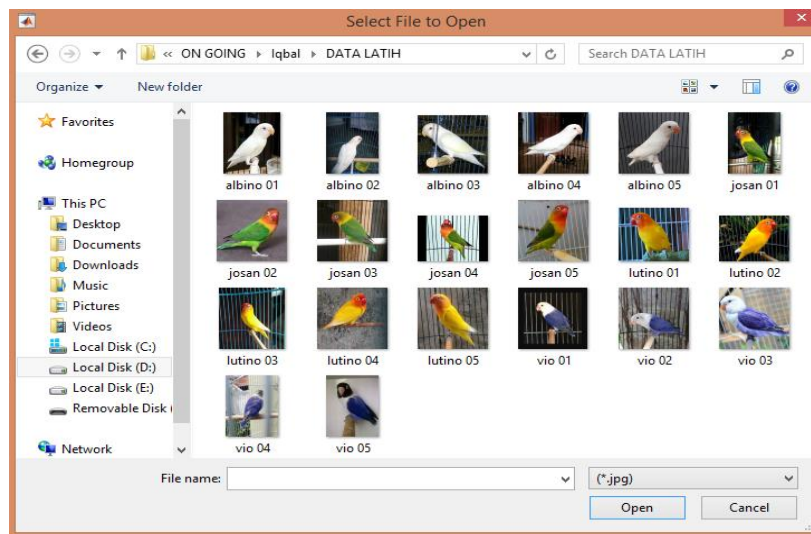 Select File to Open
« ON GOING Iqbal DATA LATIH
Search DATA LATIH
Organize
New folder
Favorites
Homegroup
This PC
Desktop
Documents
Downloads
Music
Pictures
Videos
Local Disk (C:)
Local Disk (D:)
Local Disk (E:)
Removable Disk (
Network
albino 01 albino 02 albino 03 albino 04 albino 05 josan 01
josan 02 josan 03 josan 04 josan 05 lutino 01 lutino 02
lutino 03 lutino 04 lutino 05 vio 01 vio 02 vio 03
vio 04 vio 05
File name:
(*.jpg)
Open Cancel